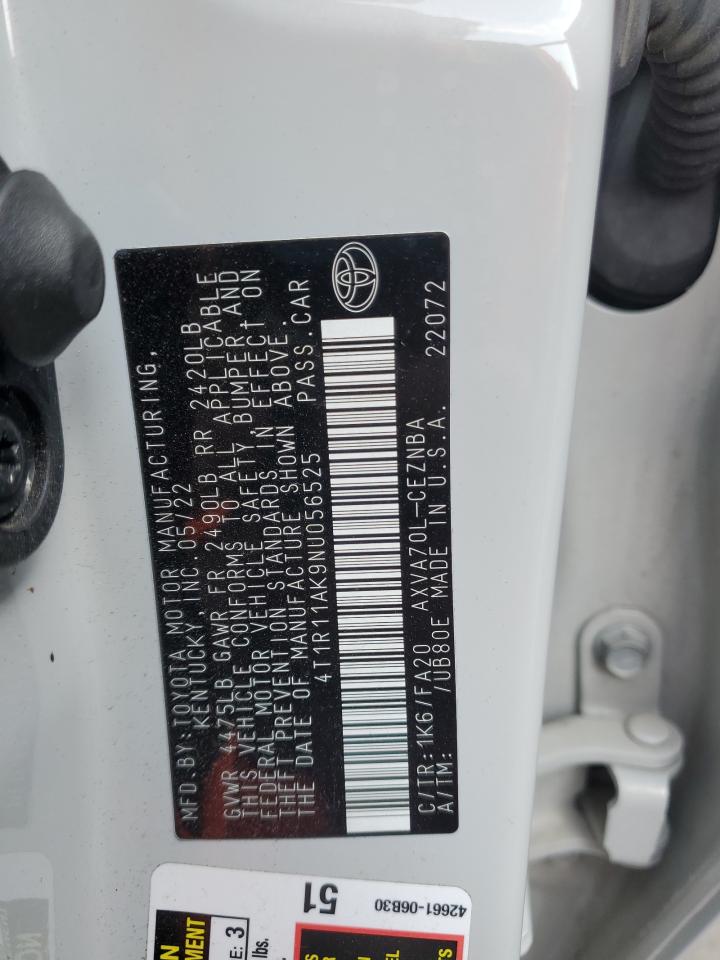 MFD.BY:TOYOTA MOTOR MANUFACTURING,
KENTUCKY, INC. 05/22
GVWR 4475LB GAWR FR 2490LB RR 2420LB
THIS VEHICLE CONFORMS TO ALL APPLICABLE
FEDERAL MOTOR VEHICLE SAFETY, BUMPER, AND
THEFT PREVENTION STANDARDS IN EFFECT ON
THE DATE OF MANUFACTURE SHOWN ABOVE.
4T1R11AK9NU056525 PASS.CAR
C/TR:1K6/FA20 AXVA70L-CEZNBA
A/TM: /UB80E MADE IN U.S.A. 22072
51
42661-06B30
E: 3
lbs.